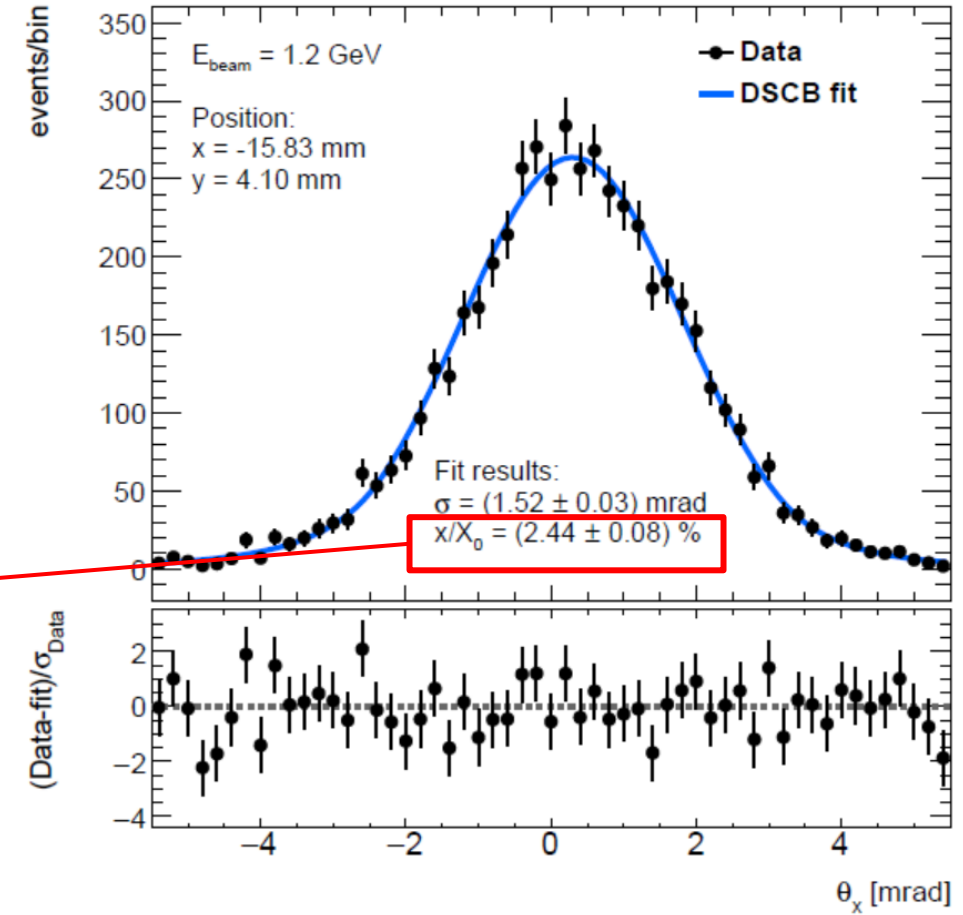 events/bin
350
300
250
200
150
100
50
0
E_beam = 1.2 GeV
Position:
x = -15.83 mm
y = 4.10 mm
Data
DSCB fit
Fit results:
σ = (1.52 ± 0.03) mrad
x/X₀ = (2.44 ± 0.08) %
(Data-fit)/σ_Data
2
0
−2
−4
−4 −2 0 2 4
θₓ [mrad]